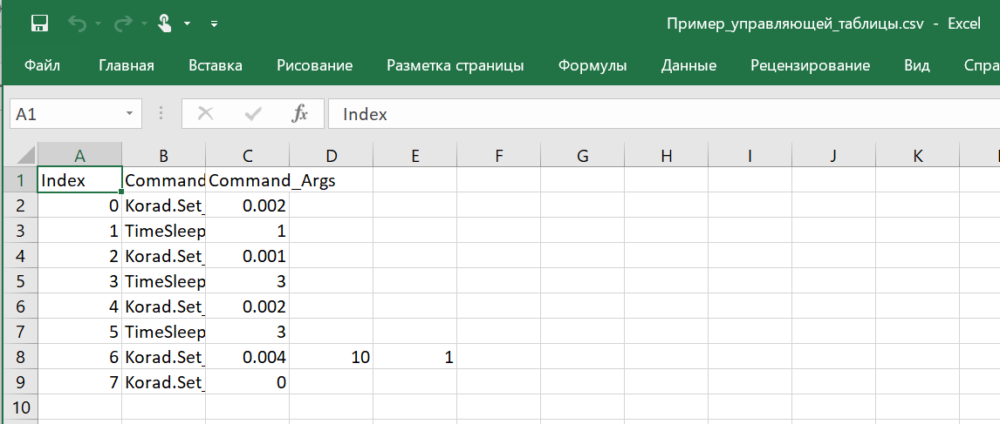 Пример_управляющей_таблицы.csv - Excel
Файл Главная Вставка Рисование Разметка страницы Формулы Данные Рецензирование Вид Спра
A1 fx Index
A B C D E F G H I J K
1 Index Command Command_Args
2 0 Korad.Set_ 0.002
3 1 TimeSleep 1
4 2 Korad.Set_ 0.001
5 3 TimeSleep 3
6 4 Korad.Set_ 0.002
7 5 TimeSleep 3
8 6 Korad.Set_ 0.004 10 1
9 7 Korad.Set_ 0
10